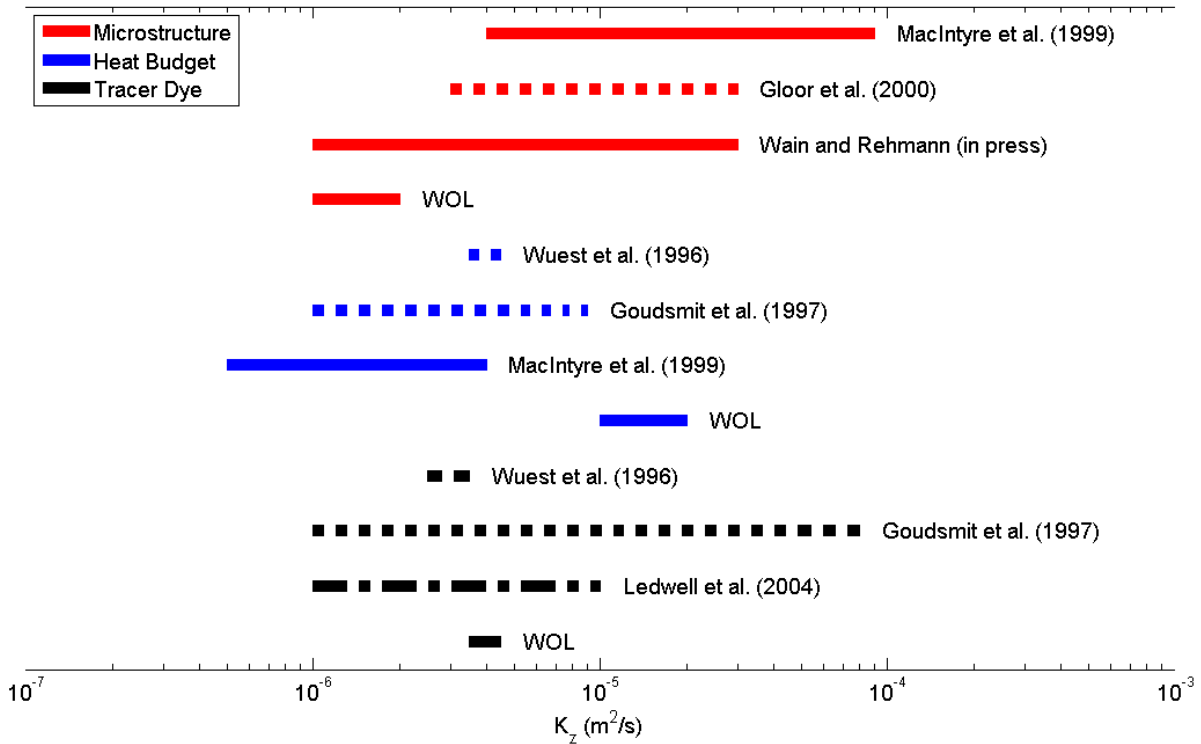 Microstructure
Heat Budget
Tracer Dye
MacIntyre et al. (1999)
Gloor et al. (2000)
Wain and Rehmann (in press)
WOL
Wuest et al. (1996)
Goudsmit et al. (1997)
MacIntyre et al. (1999)
WOL
Wuest et al. (1996)
Goudsmit et al. (1997)
Ledwell et al. (2004)
WOL
10⁻⁷ 10⁻⁶ 10⁻⁵ 10⁻⁴ 10⁻³
K_z (m²/s)